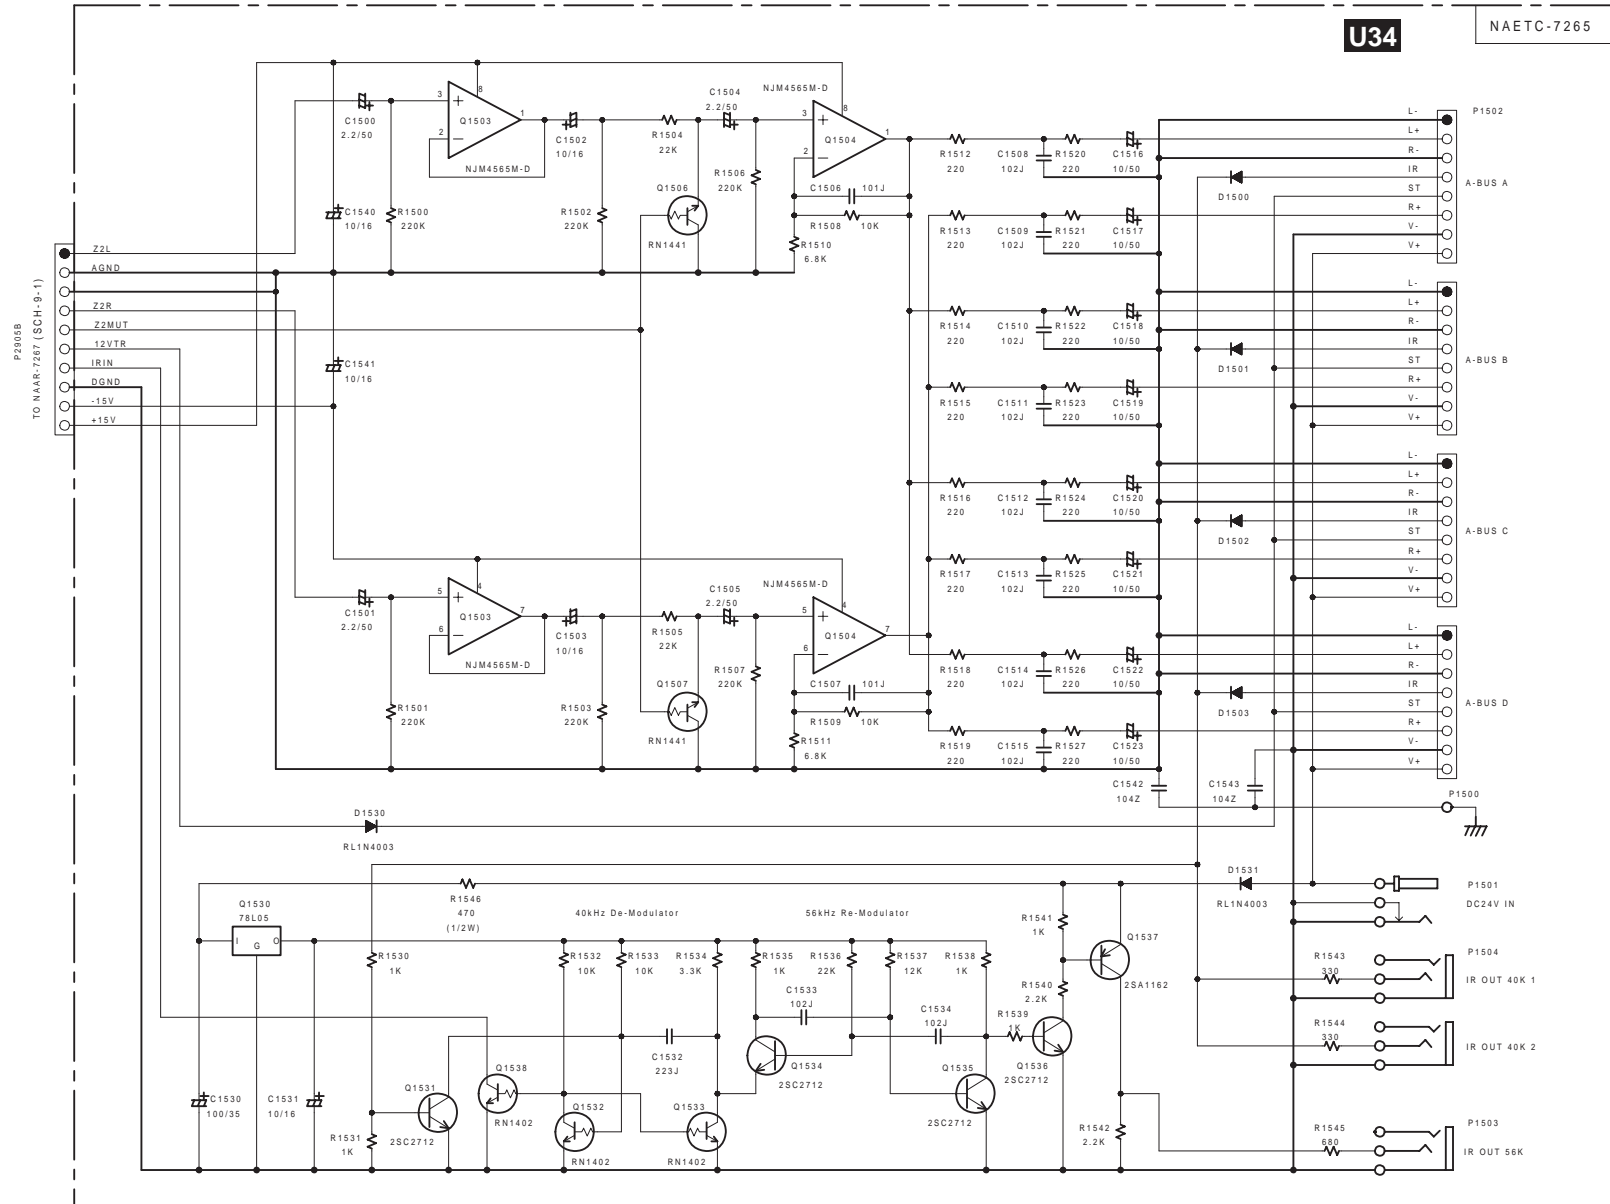 U34
NAETC-7265
P2905B
TO NAAR-7267 (SCH-9-1)
Z2L
AGND
Z2R
Z2MUT
12VTR
IRIN
DGND
-15V
+15V
C1500
2.2/50
3
2
8
1
Q1503
NJM4565M-D
C1502
10/16
R1504
22K
C1504
2.2/50
NJM4565M-D
3
2
8
1
Q1504
R1506
220K
Q1506
RN1441
C1540
10/16
R1500
220K
R1502
220K
C1506
101J
R1508
10K
R1510
6.8K
C1541
10/16
C1501
2.2/50
5
6
4
7
Q1503
NJM4565M-D
C1503
10/16
R1505
22K
C1505
2.2/50
NJM4565M-D
5
6
4
7
Q1504
R1507
220K
Q1507
RN1441
R1501
220K
R1503
220K
C1507
101J
R1509
10K
R1511
6.8K
R1512
220
C1508
102J
R1520
220
C1516
10/50
R1513
220
C1509
102J
R1521
220
C1517
10/50
R1514
220
C1510
102J
R1522
220
C1518
10/50
R1515
220
C1511
102J
R1523
220
C1519
10/50
R1516
220
C1512
102J
R1524
220
C1520
10/50
R1517
220
C1513
102J
R1525
220
C1521
10/50
R1518
220
C1514
102J
R1526
220
C1522
10/50
R1519
220
C1515
102J
R1527
220
C1523
10/50
D1500
D1501
D1502
D1503
L-
L+
R-
IR
ST
R+
V-
V+
P1502
A-BUS A
L-
L+
R-
IR
ST
R+
V-
V+
A-BUS B
L-
L+
R-
IR
ST
R+
V-
V+
A-BUS C
L-
L+
R-
IR
ST
R+
V-
V+
A-BUS D
C1542
104Z
C1543
104Z
P1500
D1530
RL1N4003
D1531
RL1N4003
P1501
DC24V IN
R1546
470
(1/2W)
Q1530
78L05
I
G
O
40kHz De-Modulator
56kHz Re-Modulator
R1530
1K
R1532
10K
R1533
10K
R1534
3.3K
R1535
1K
R1536
22K
R1537
12K
R1538
1K
R1541
1K
Q1537
2SA1162
R1540
2.2K
R1539
1K
C1533
102J
C1534
102J
C1532
223J
Q1534
2SC2712
Q1535
2SC2712
Q1536
2SC2712
Q1538
RN1402
Q1531
2SC2712
Q1532
RN1402
Q1533
RN1402
C1530
100/35
C1531
10/16
R1531
1K
R1542
2.2K
R1543
330
P1504
IR OUT 40K 1
R1544
330
IR OUT 40K 2
R1545
680
P1503
IR OUT 56K